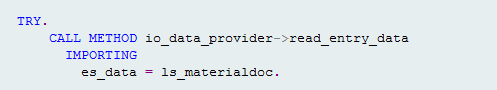 TRY.
CALL METHOD io_data_provider->read_entry_data
IMPORTING
es_data = ls_materialdoc.